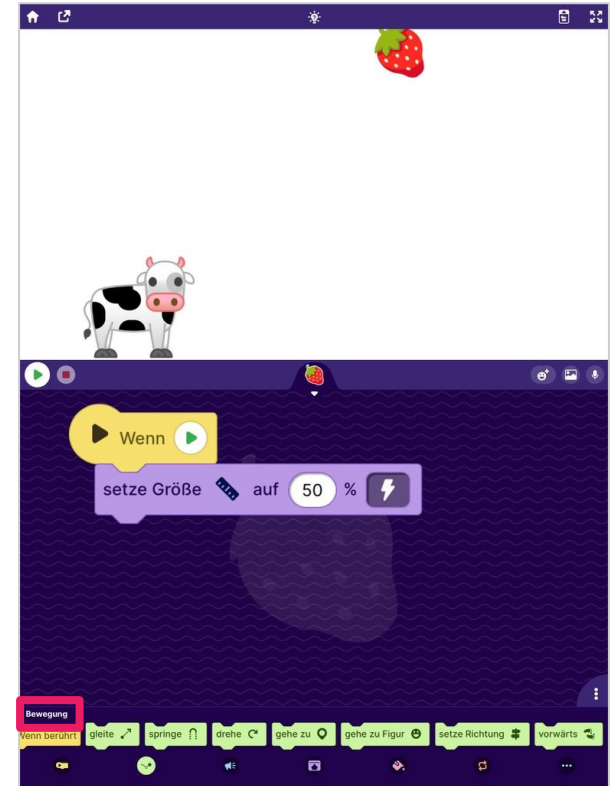 Wenn
setze Größe auf 50 %
Bewegung
Wenn berührt gleite springe drehe gehe zu gehe zu Figur setze Richtung vorwärts